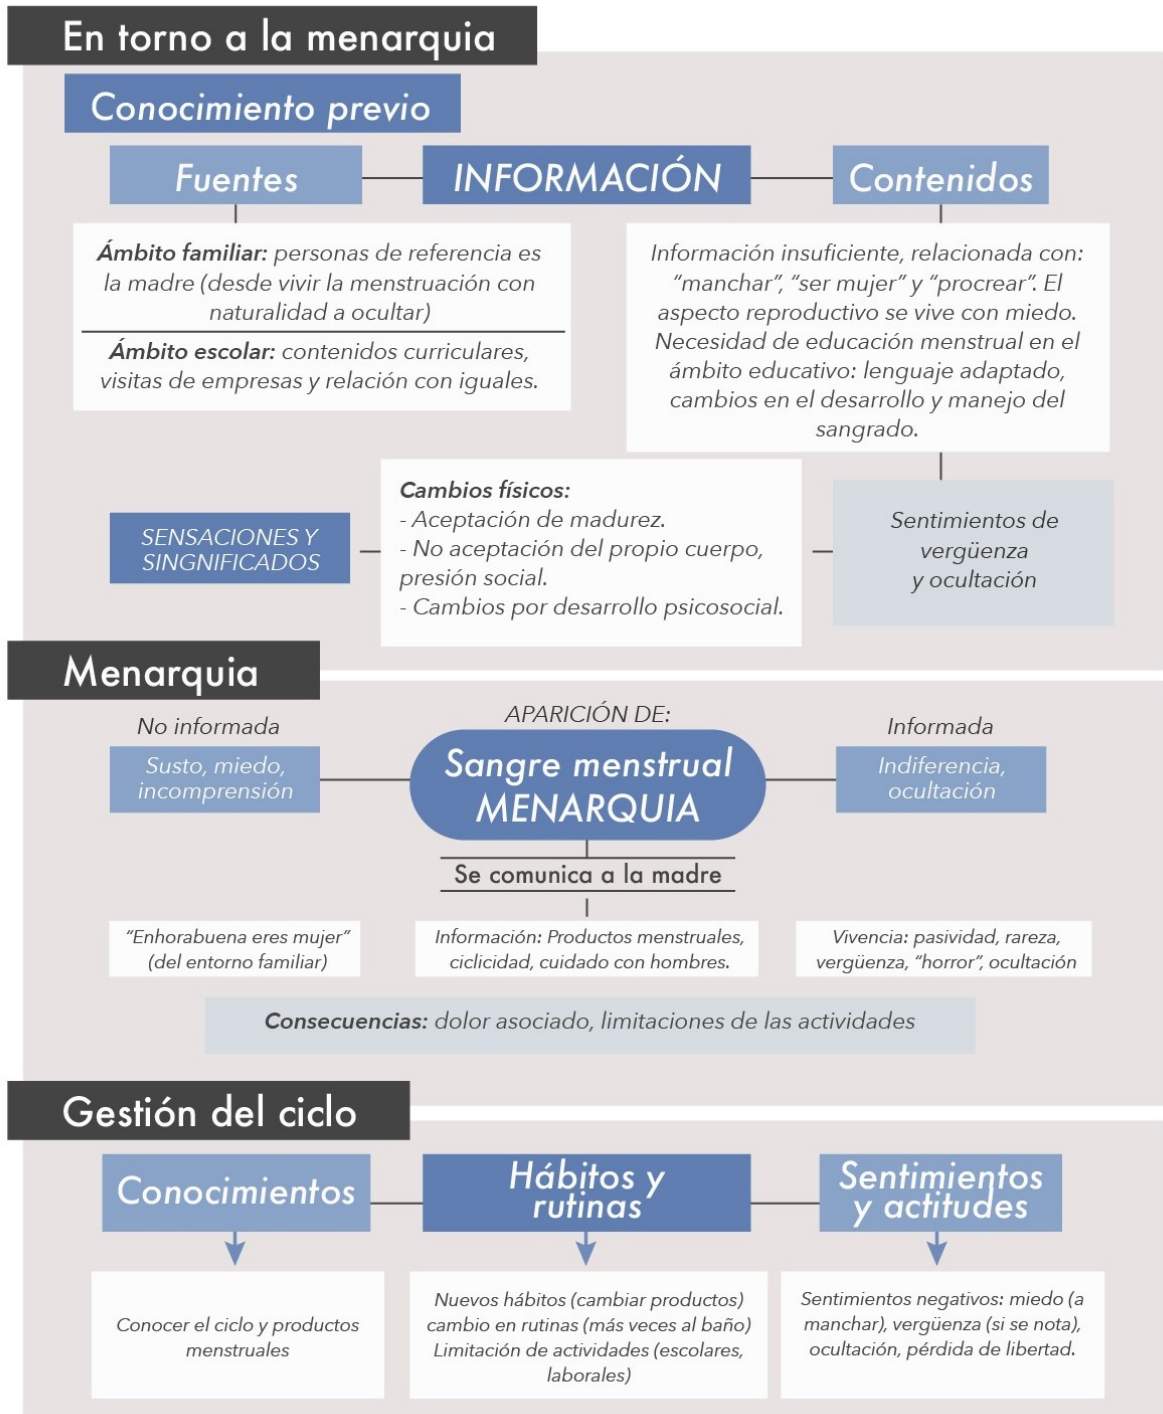 En torno a la menarquia
Conocimiento previo
Fuentes
INFORMACIÓN
Contenidos
Ámbito familiar: personas de referencia es
la madre (desde vivir la menstruación con
naturalidad a ocultar)
Ámbito escolar: contenidos curriculares,
visitas de empresas y relación con iguales.
Información insuficiente, relacionada con:
“manchar”, “ser mujer” y “procrear”. El
aspecto reproductivo se vive con miedo.
Necesidad de educación menstrual en el
ámbito educativo: lenguaje adaptado,
cambios en el desarrollo y manejo del
sangrado.
SENSACIONES Y
SINGNIFICADOS
Cambios físicos:
- Aceptación de madurez.
- No aceptación del propio cuerpo,
presión social.
- Cambios por desarrollo psicosocial.
Sentimientos de
vergüenza
y ocultación
Menarquia
No informada
Susto, miedo,
incomprensión
APARICIÓN DE:
Sangre menstrual
MENARQUIA
Informada
Indiferencia,
ocultación
Se comunica a la madre
“Enhorabuena eres mujer”
(del entorno familiar)
Información: Productos menstruales,
ciclicidad, cuidado con hombres.
Vivencia: pasividad, rareza,
vergüenza, “horror”, ocultación
Consecuencias: dolor asociado, limitaciones de las actividades
Gestión del ciclo
Conocimientos
Hábitos y
rutinas
Sentimientos
y actitudes
Conocer el ciclo y productos
menstruales
Nuevos hábitos (cambiar productos)
cambio en rutinas (más veces al baño)
Limitación de actividades (escolares,
laborales)
Sentimientos negativos: miedo (a
manchar), vergüenza (si se nota),
ocultación, pérdida de libertad.